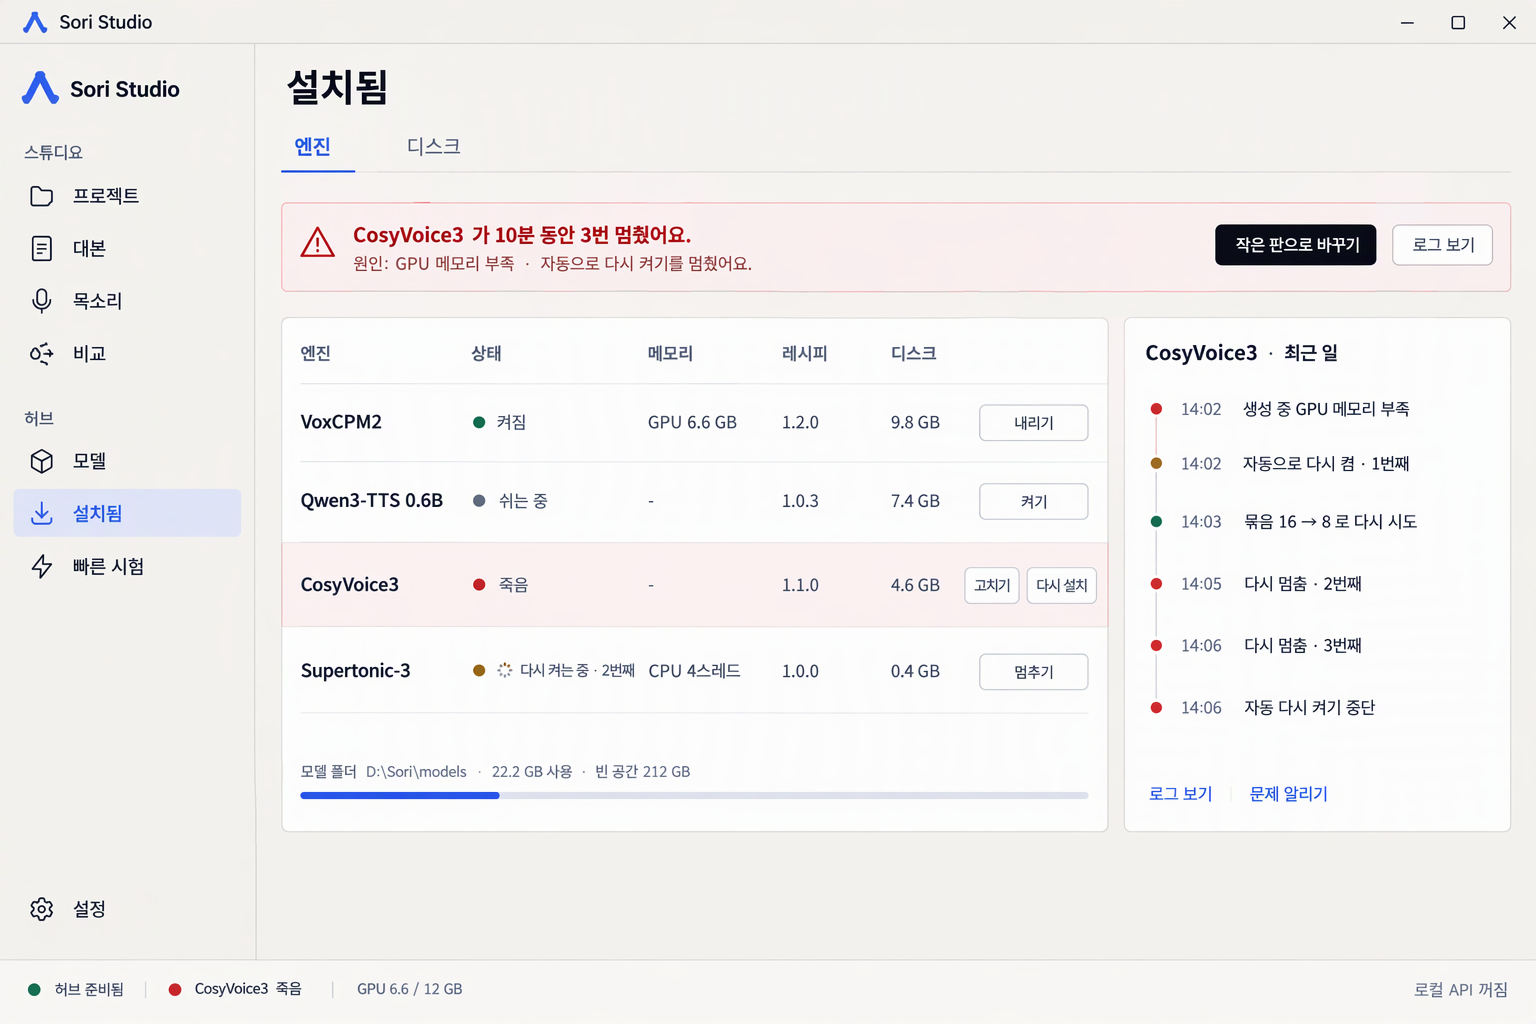 Sori Studio
Sori Studio
스튜디오
프로젝트
대본
목소리
비교
허브
모델
설치됨
빠른 시험
설정
설치됨
엔진 디스크
CosyVoice3 가 10분 동안 3번 멈췄어요.
원인: GPU 메모리 부족 · 자동으로 다시 켜기를 멈췄어요.
작은 판으로 바꾸기 로그 보기
엔진 상태 메모리 레시피 디스크
VoxCPM2 켜짐 GPU 6.6 GB 1.2.0 9.8 GB 내리기
Qwen3-TTS 0.6B 쉬는 중 - 1.0.3 7.4 GB 켜기
CosyVoice3 죽음 - 1.1.0 4.6 GB 고치기 다시 설치
Supertonic-3 다시 켜는 중 · 2번째 CPU 4스레드 1.0.0 0.4 GB 멈추기
모델 폴더 D:\Sori\models · 22.2 GB 사용 · 빈 공간 212 GB
CosyVoice3 · 최근 일
14:02 생성 중 GPU 메모리 부족
14:02 자동으로 다시 켬 · 1번째
14:03 묶음 16 → 8 로 다시 시도
14:05 다시 멈춤 · 2번째
14:06 다시 멈춤 · 3번째
14:06 자동 다시 켜기 중단
로그 보기 문제 알리기
허브 준비됨 CosyVoice3 죽음 GPU 6.6 / 12 GB 로컬 API 꺼짐